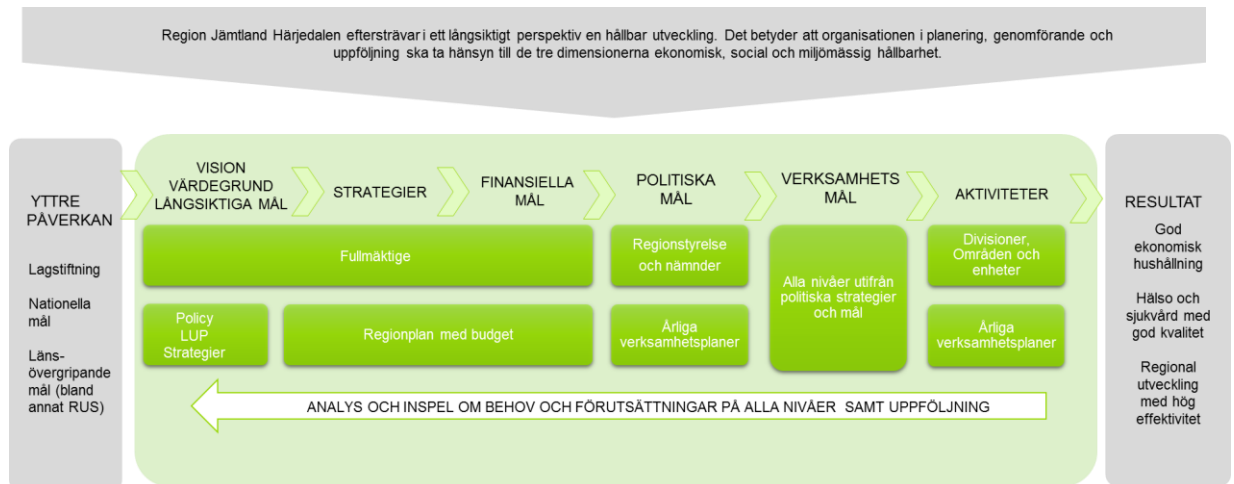 Region Jämtland Härjedalen eftersträvar i ett långsiktigt perspektiv en hållbar utveckling. Det betyder att organisationen i planering, genomförande och
uppföljning ska ta hänsyn till de tre dimensionerna ekonomisk, social och miljömässig hållbarhet.
YTTRE
PÅVERKAN
Lagstiftning
Nationella
mål
Läns-
övergripande
mål (bland
annat RUS)
VISION
VÄRDEGRUND
LÅNGSIKTIGA MÅL
STRATEGIER
FINANSIELLA
MÅL
POLITISKA
MÅL
VERKSAMHETS
MÅL
AKTIVITETER
Fullmäktige
Regionstyrelse
och nämnder
Alla nivåer utifrån
politiska strategier
och mål
Divisioner,
Områden och
enheter
Policy
LUP
Strategier
Regionplan med budget
Årliga
verksamhetsplaner
Årliga
verksamhetsplaner
ANALYS OCH INSPEL OM BEHOV OCH FÖRUTSÄTTNINGAR PÅ ALLA NIVÅER SAMT UPPFÖLJNING
RESULTAT
God
ekonomisk
hushållning
Hälso och
sjukvård med
god kvalitet
Regional
utveckling
med hög
effektivitet